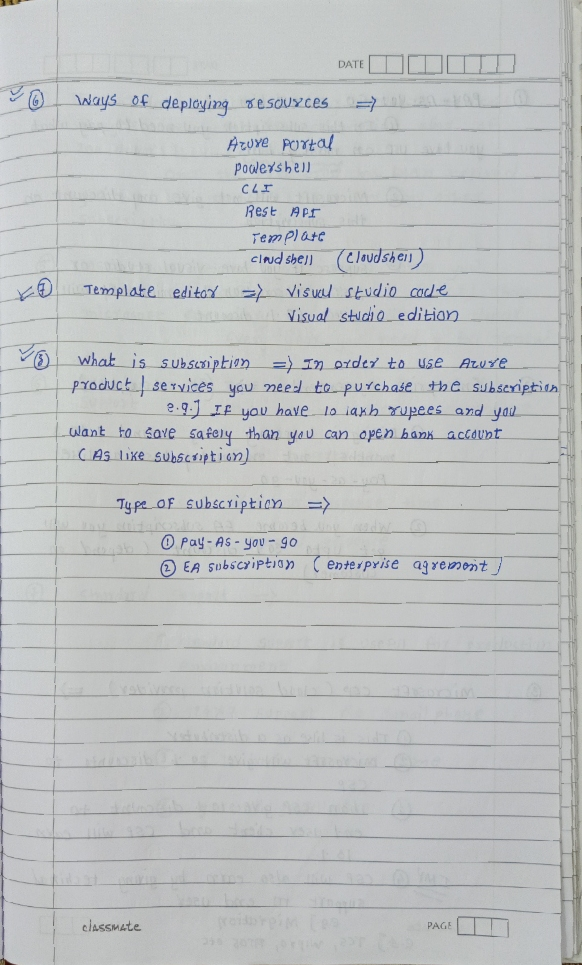 DATE
⑥ Ways of deploying resources ⇒
Azure Portal
Powershell
CLI
Rest API
Template
cloudshell (cloudshell)
⑦ Template editor ⇒ Visual studio code
Visual studio edition
⑧ What is subscription ⇒ In order to use Azure
product / services you need to purchase the subscription
e.g.] IF you have 10 lakh rupees and you
want to save safely than you can open bank account
(As like subscription)
Type of subscription ⇒
① Pay-As-you-go
② EA subscription (enterprise agrement)
classmate
PAGE